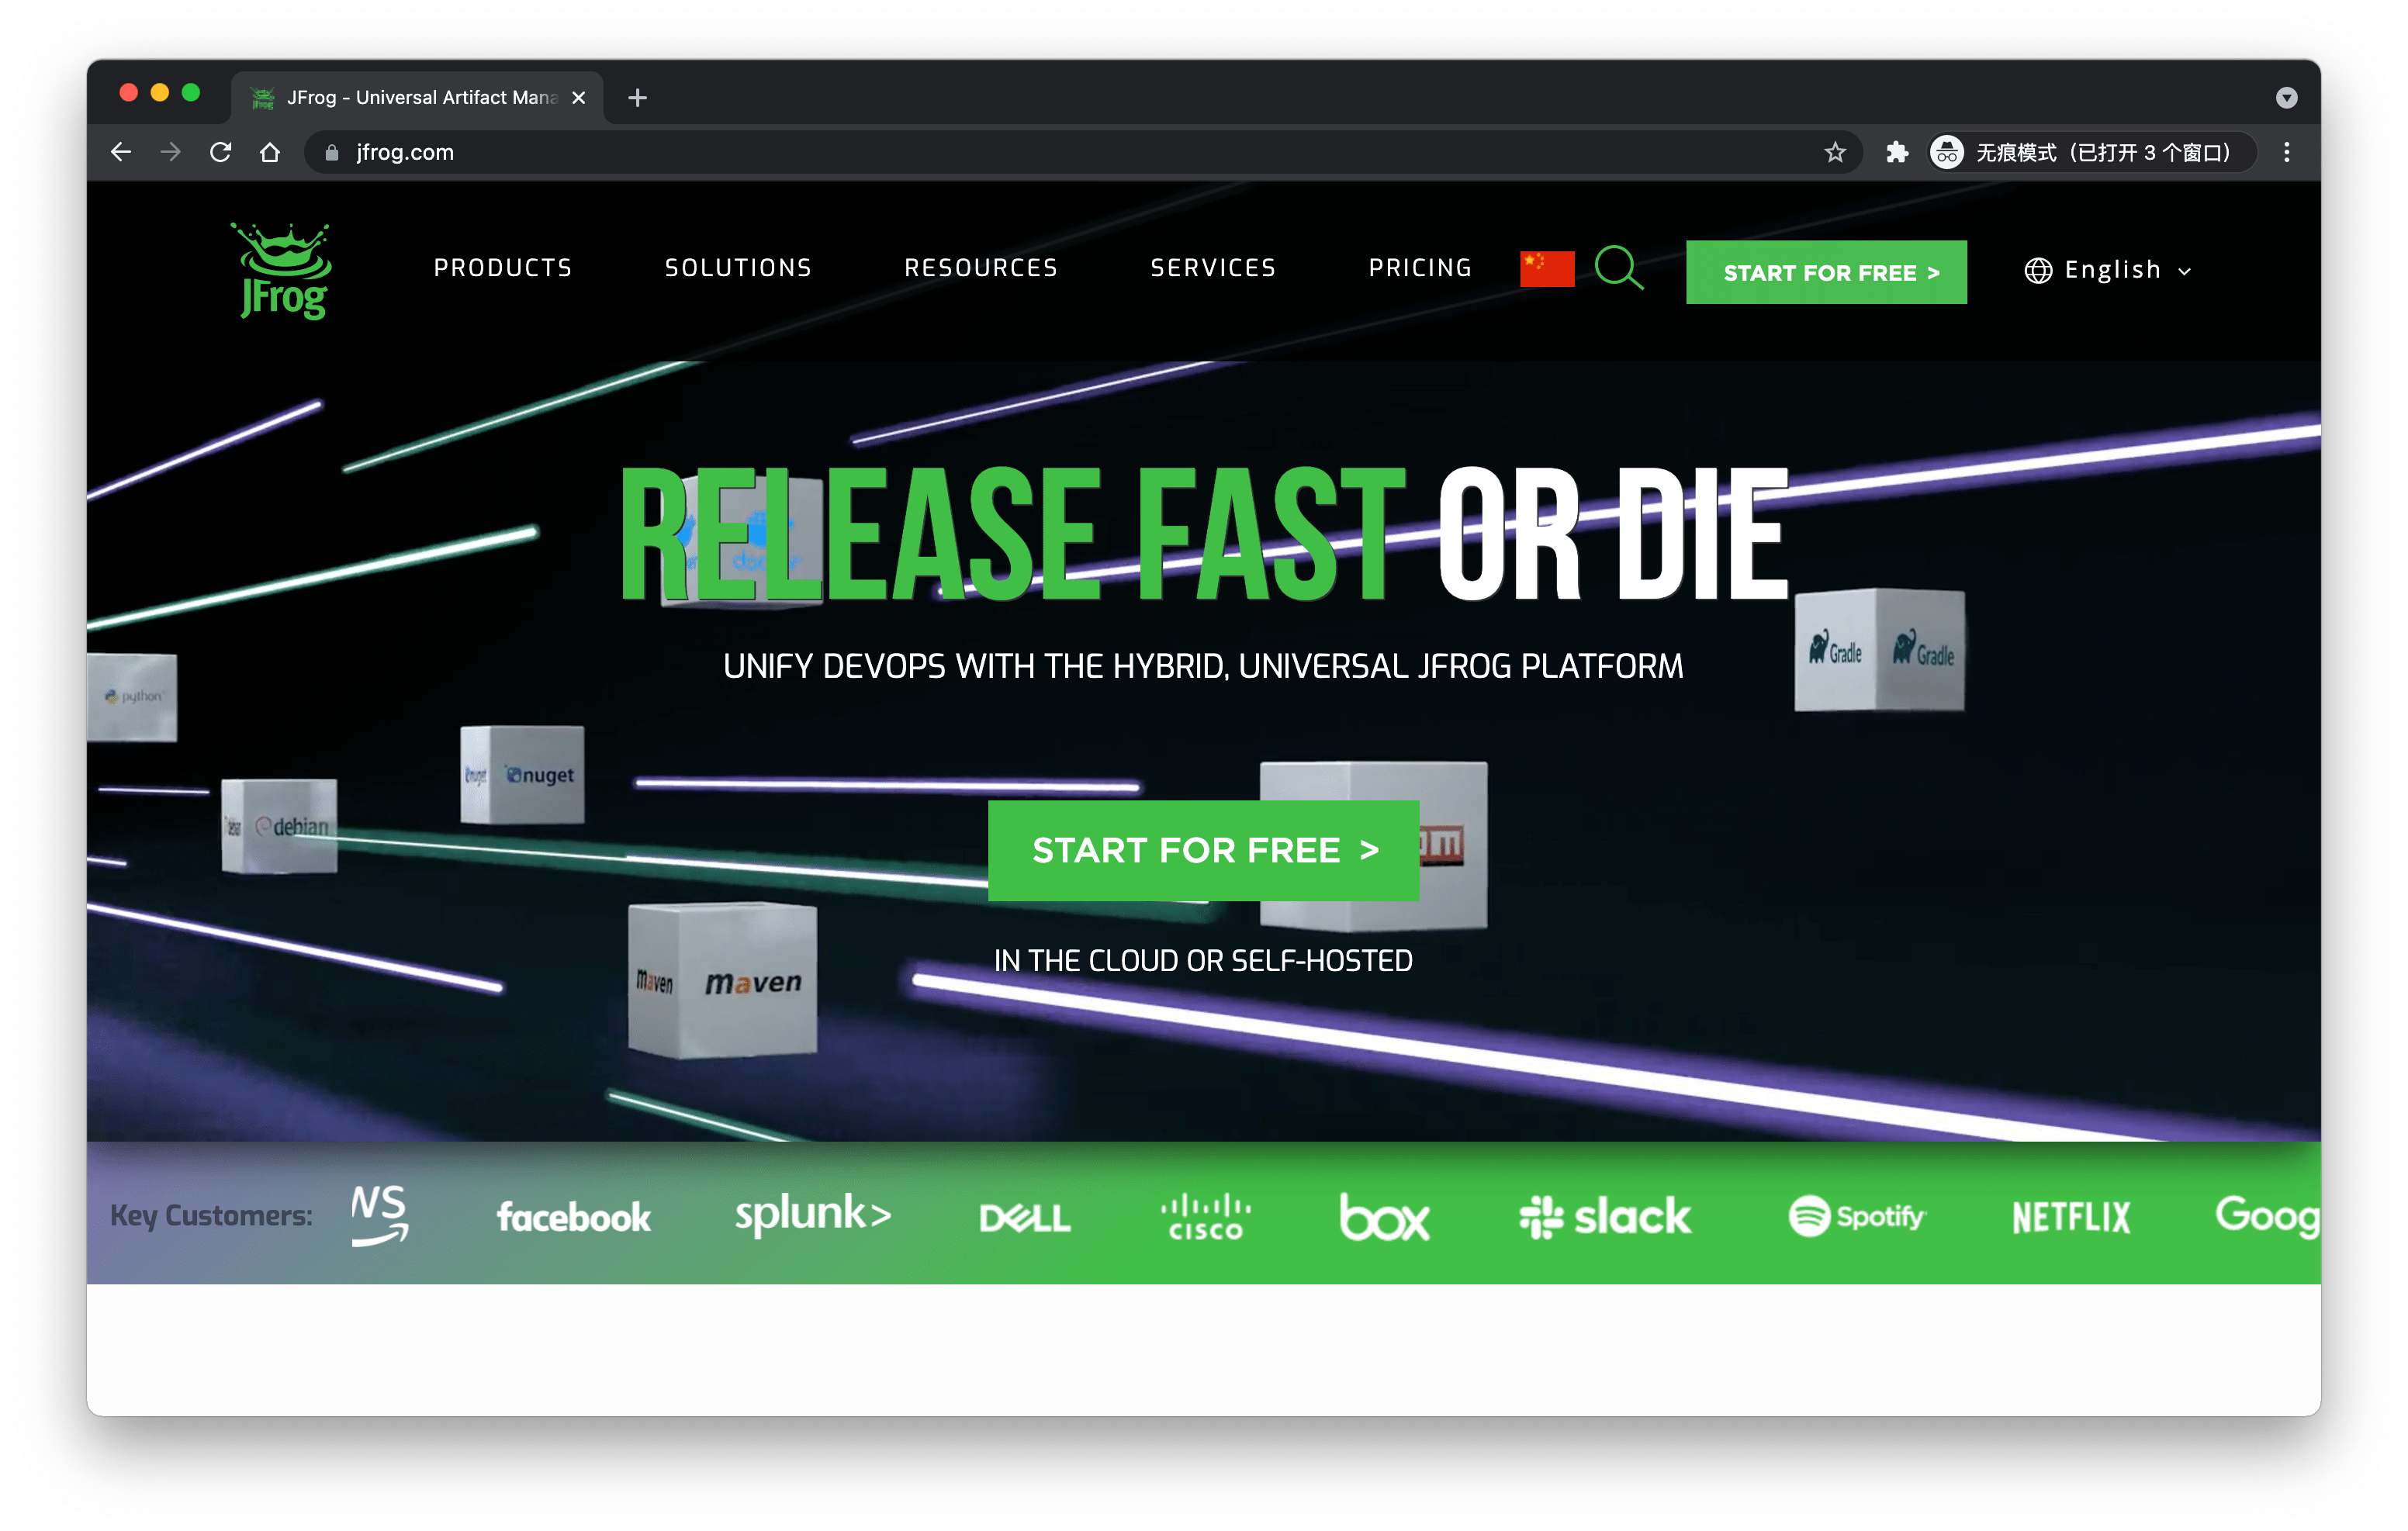 JFrog - Universal Artifact Mana
jfrog.com
无痕模式（已打开 3 个窗口）
JFrog
PRODUCTS
SOLUTIONS
RESOURCES
SERVICES
PRICING
START FOR FREE >
English
RELEASE FAST OR DIE
docker
UNIFY DEVOPS WITH THE HYBRID, UNIVERSAL JFROG PLATFORM
Gradle Gradle
python
nuget nuget
debian
START FOR FREE >
maven maven
IN THE CLOUD OR SELF-HOSTED
Key Customers:
facebook
splunk>
DELL
CISCO
box
slack
Spotify
NETFLIX
Goog